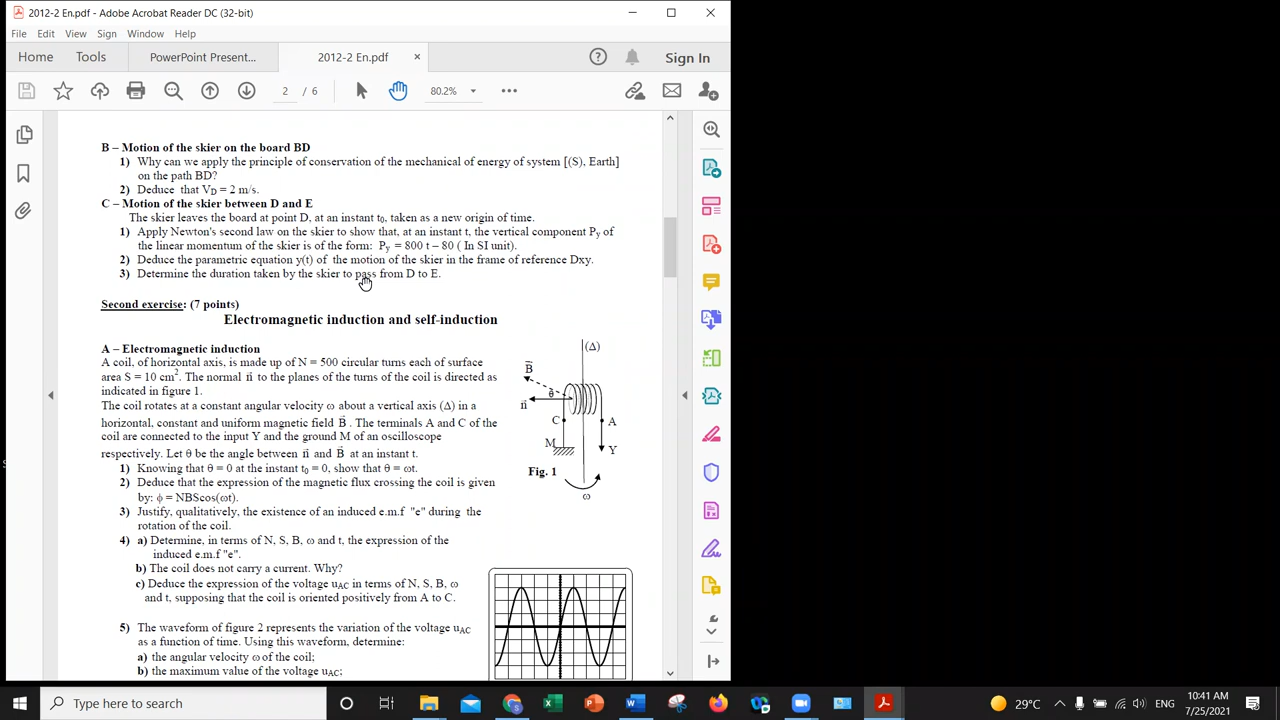 2012-2 En.pdf - Adobe Acrobat Reader DC (32-bit)
File Edit View Sign Window Help
Home Tools PowerPoint Present... 2012-2 En.pdf × Sign In
2 / 6 80.2%
B – Motion of the skier on the board BD
1) Why can we apply the principle of conservation of the mechanical of energy of system [(S), Earth]
on the path BD?
2) Deduce that V_D = 2 m/s.
C – Motion of the skier between D and E
The skier leaves the board at point D, at an instant t₀, taken as a new origin of time.
1) Apply Newton's second law on the skier to show that, at an instant t, the vertical component P_y of
the linear momentum of the skier is of the form: P_y = 800 t – 80 ( In SI unit).
2) Deduce the parametric equation y(t) of the motion of the skier in the frame of reference Dxy.
3) Determine the duration taken by the skier to pass from D to E.
Second exercise: (7 points)
Electromagnetic induction and self-induction
A – Electromagnetic induction
A coil, of horizontal axis, is made up of N = 500 circular turns each of surface
area S = 10 cm². The normal n⃗ to the planes of the turns of the coil is directed as
indicated in figure 1.
The coil rotates at a constant angular velocity ω about a vertical axis (Δ) in a
horizontal, constant and uniform magnetic field B⃗ . The terminals A and C of the
coil are connected to the input Y and the ground M of an oscilloscope
respectively. Let θ be the angle between n⃗ and B⃗ at an instant t.
1) Knowing that θ = 0 at the instant t₀ = 0, show that θ = ωt.
2) Deduce that the expression of the magnetic flux crossing the coil is given
by: ϕ = NBScos(ωt).
3) Justify, qualitatively, the existence of an induced e.m.f "e" during the
rotation of the coil.
4) a) Determine, in terms of N, S, B, ω and t, the expression of the
induced e.m.f "e".
b) The coil does not carry a current. Why?
c) Deduce the expression of the voltage u_AC in terms of N, S, B, ω
and t, supposing that the coil is oriented positively from A to C.
5) The waveform of figure 2 represents the variation of the voltage u_AC
as a function of time. Using this waveform, determine:
a) the angular velocity ω of the coil;
b) the maximum value of the voltage u_AC;
(Δ)
B⃗
θ
n⃗
C A
M Y
Fig. 1
ω
Type here to search
29°C ENG
10:41 AM
7/25/2021